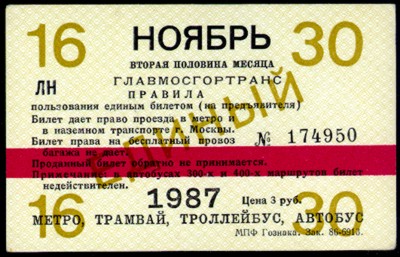 16 НОЯБРЬ 30
ВТОРАЯ ПОЛОВИНА МЕСЯЦА
ЛН ГЛАВМОСГОРТРАНС
ПРАВИЛА
пользования единым билетом (на предъявителя)
Билет дает право проезда в метро и
в наземном транспорте г. Москвы.
Билет права на бесплатный провоз
багажа не дает.
№ 174950
Проданный билет обратно не принимается.
Примечание: в автобусах 300-х и 400-х маршрутов билет
недействителен.
ЕДИНЫЙ
16 1987 Цена 3 руб. 30
МЕТРО, ТРАМВАЙ, ТРОЛЛЕЙБУС, АВТОБУС
МПФ Гознака. Зак. 86-6915.